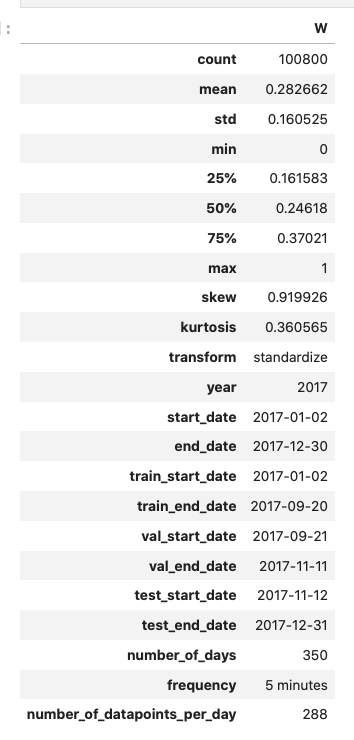 W
count 100800
mean 0.282662
std 0.160525
min 0
25% 0.161583
50% 0.24618
75% 0.37021
max 1
skew 0.919926
kurtosis 0.360565
transform standardize
year 2017
start_date 2017-01-02
end_date 2017-12-30
train_start_date 2017-01-02
train_end_date 2017-09-20
val_start_date 2017-09-21
val_end_date 2017-11-11
test_start_date 2017-11-12
test_end_date 2017-12-31
number_of_days 350
frequency 5 minutes
number_of_datapoints_per_day 288